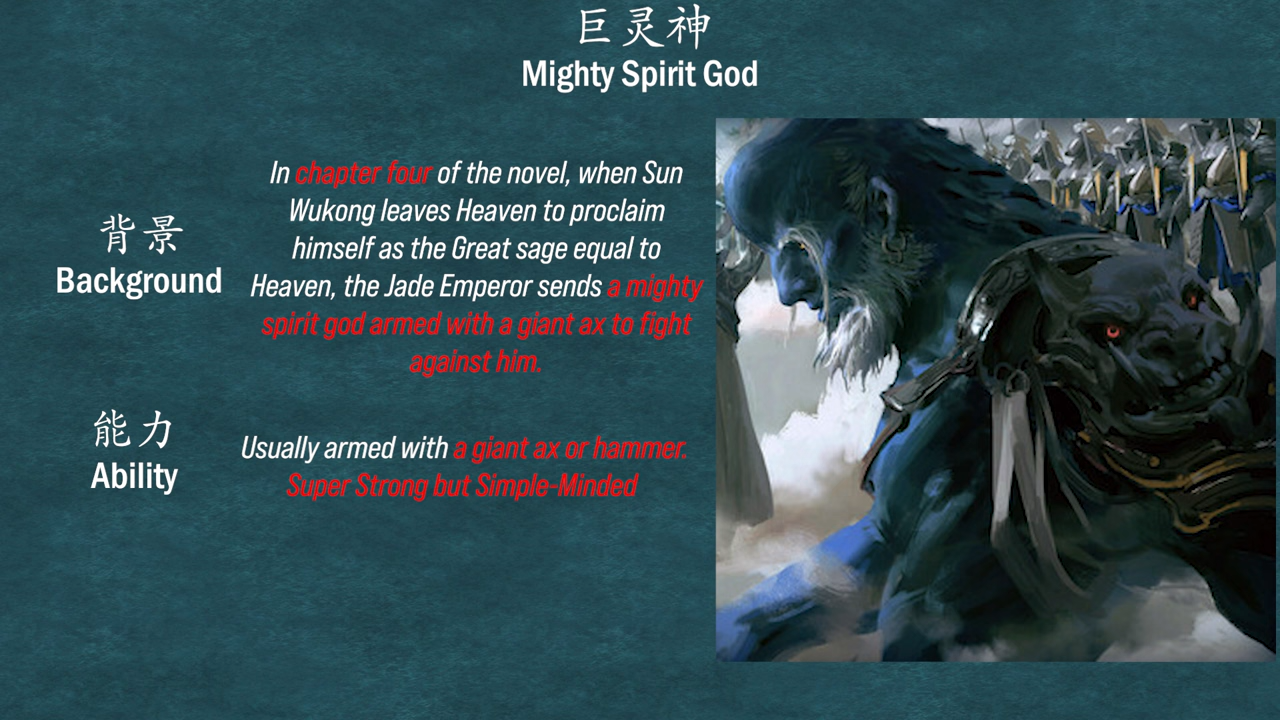 巨灵神
Mighty Spirit God
背景
Background
In chapter four of the novel, when Sun
Wukong leaves Heaven to proclaim
himself as the Great sage equal to
Heaven, the Jade Emperor sends a mighty
spirit god armed with a giant ax to fight
against him.
能力
Ability
Usually armed with a giant ax or hammer.
Super Strong but Simple-Minded